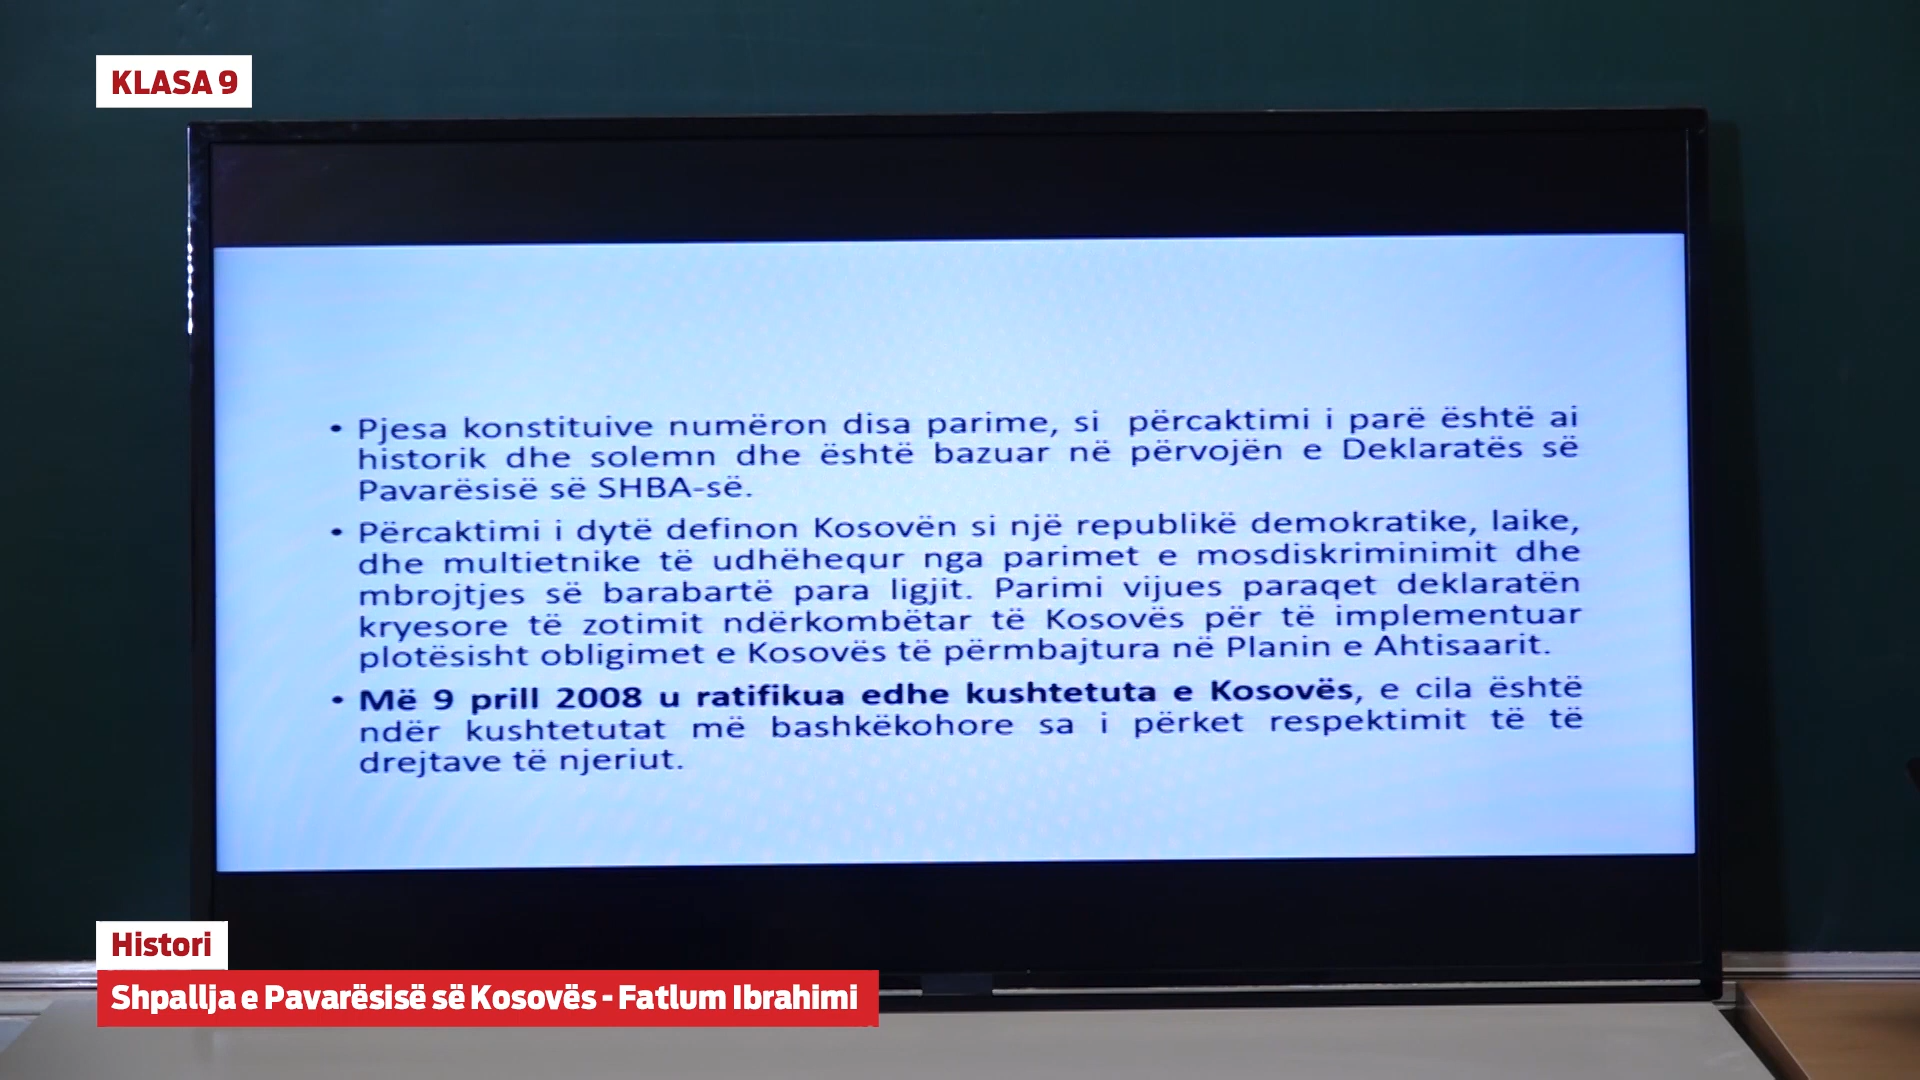 KLASA 9
• Pjesa konstituive numëron disa parime, si përcaktimi i parë është ai
historik dhe solemn dhe është bazuar në përvojën e Deklaratës së
Pavarësisë së SHBA-së.
• Përcaktimi i dytë definon Kosovën si një republikë demokratike, laike,
dhe multietnike të udhëhequr nga parimet e mosdiskriminimit dhe
mbrojtjes së barabartë para ligjit. Parimi vijues paraqet deklaratën
kryesore të zotimit ndërkombëtar të Kosovës për të implementuar
plotësisht obligimet e Kosovës të përmbajtura në Planin e Ahtisaarit.
• Më 9 prill 2008 u ratifikua edhe kushtetuta e Kosovës, e cila është
ndër kushtetutat më bashkëkohore sa i përket respektimit të të
drejtave të njeriut.
Histori
Shpallja e Pavarësisë së Kosovës - Fatlum Ibrahimi